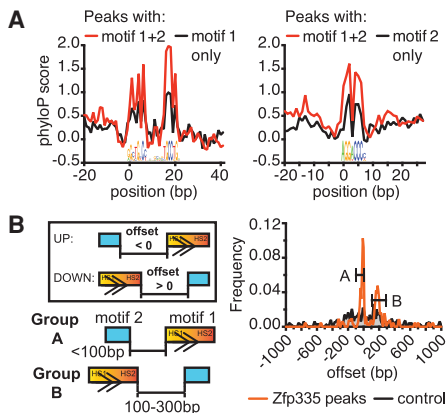 A
Peaks with:
motif 1+2
motif 1 only
phyloP score
2.0
1.5
1.0
0.5
0.0
-0.5
-20
0
20
40
position (bp)
Peaks with:
motif 1+2
motif 2 only
2.0
1.5
1.0
0.5
0.0
-0.5
-20
0
20
position (bp)
B
UP:
offset
< 0
HS1
HS2
DOWN:
HS1
HS2
offset
> 0
Group A
motif 2
motif 1
HS1
HS2
<100bp
Group B
HS1
HS2
100-300bp
Frequency
0.12
0.08
0.04
0.00
A
B
-1000
-600
-200
0
200
600
1000
offset (bp)
Zfp335 peaks
control